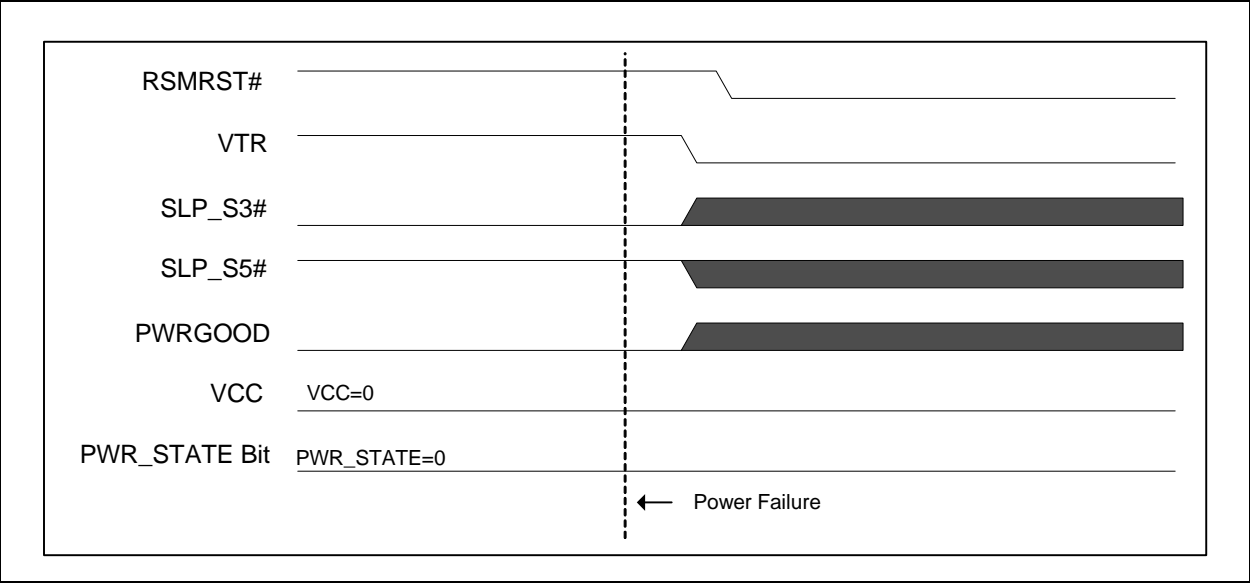 RSMRST#
VTR
SLP_S3#
SLP_S5#
PWRGOOD
VCC VCC=0
PWR_STATE Bit PWR_STATE=0
Power Failure